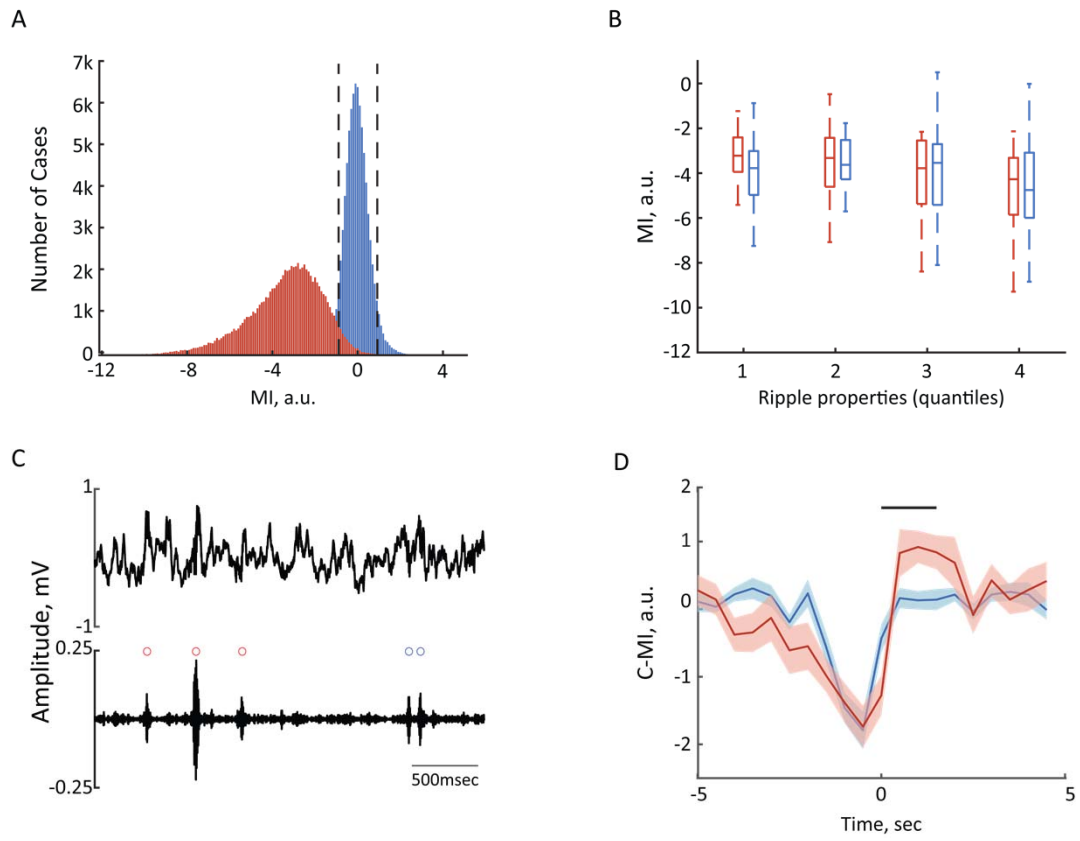 A
Number of Cases
7k
6k
5k
4k
3k
2k
1k
0
-12
-8
-4
0
4
MI, a.u.
B
MI, a.u.
0
-2
-4
-6
-8
-10
-12
1
2
3
4
Ripple properties (quantiles)
C
Amplitude, mV
1
-1
0.25
-0.25
500msec
D
C-MI, a.u.
2
1
0
-1
-2
-5
0
5
Time, sec